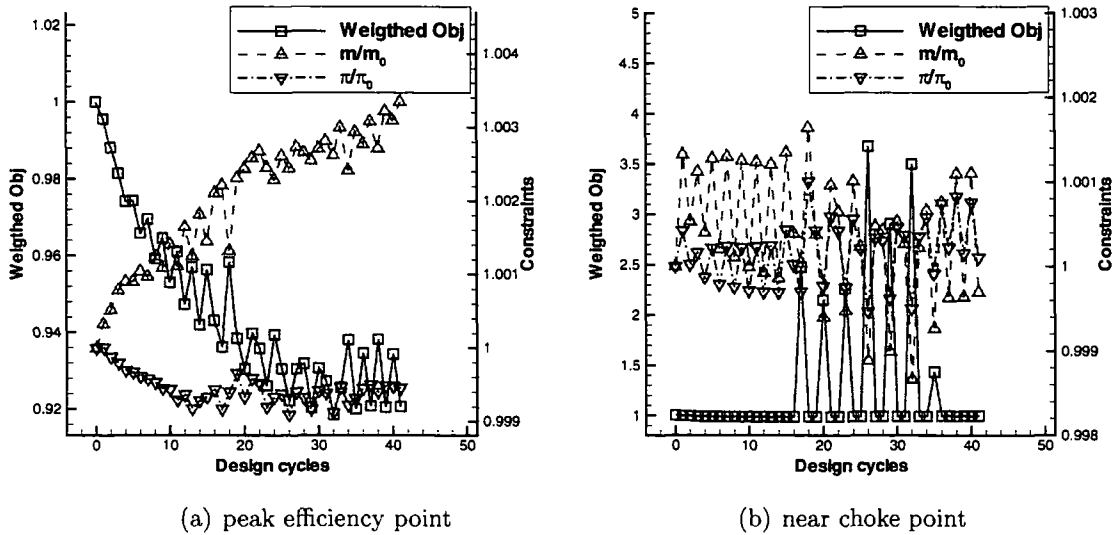 Weigthed Obj
m/m0
π/π0
1.02
1
0.98
0.96
0.94
0.92
Weigthed Obj
1.004
1.003
1.002
1.001
1
0.999
Constraints
0 10 20 30 40 50
Design cycles
(a) peak efficiency point
Weigthed Obj
m/m0
π/π0
5
4.5
4
3.5
3
2.5
2
1.5
1
Weigthed Obj
1.003
1.002
1.001
1
0.999
0.998
Constraints
0 10 20 30 40 50
Design cycles
(b) near choke point